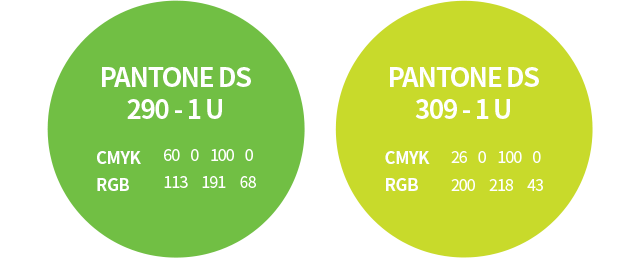 PANTONE DS
290 - 1 U
CMYK 60 0 100 0
RGB 113 191 68
PANTONE DS
309 - 1 U
CMYK 26 0 100 0
RGB 200 218 43